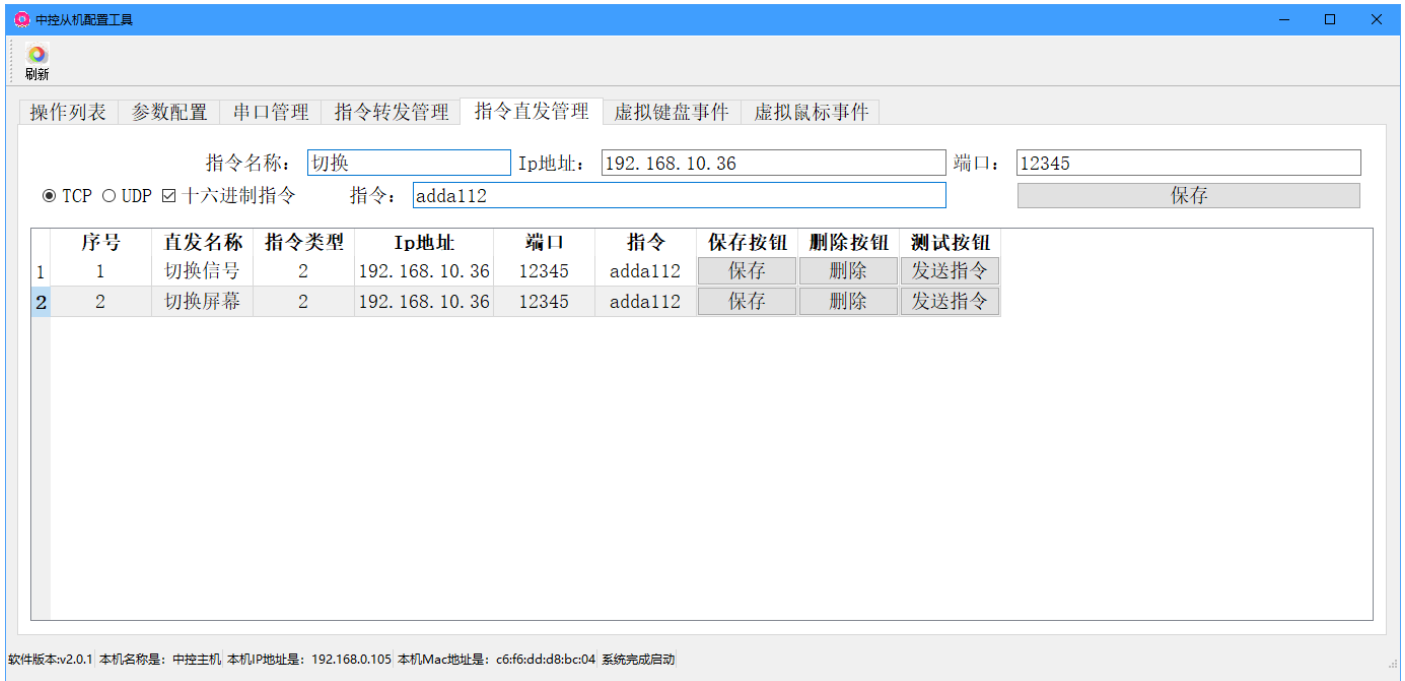 中控从机配置工具
刷新
操作列表 参数配置 串口管理 指令转发管理 指令直发管理 虚拟键盘事件 虚拟鼠标事件
指令名称: 切换 Ip地址: 192.168.10.36 端口: 12345
TCP UDP 十六进制指令 指令: adda112 保存
序号 直发名称 指令类型 Ip地址 端口 指令 保存按钮 删除按钮 测试按钮
1 1 切换信号 2 192.168.10.36 12345 adda112 保存 删除 发送指令
2 2 切换屏幕 2 192.168.10.36 12345 adda112 保存 删除 发送指令
软件版本:v2.0.1 本机名称是：中控主机 本机IP地址是：192.168.0.105 本机Mac地址是：c6:f6:dd:d8:bc:04 系统完成启动